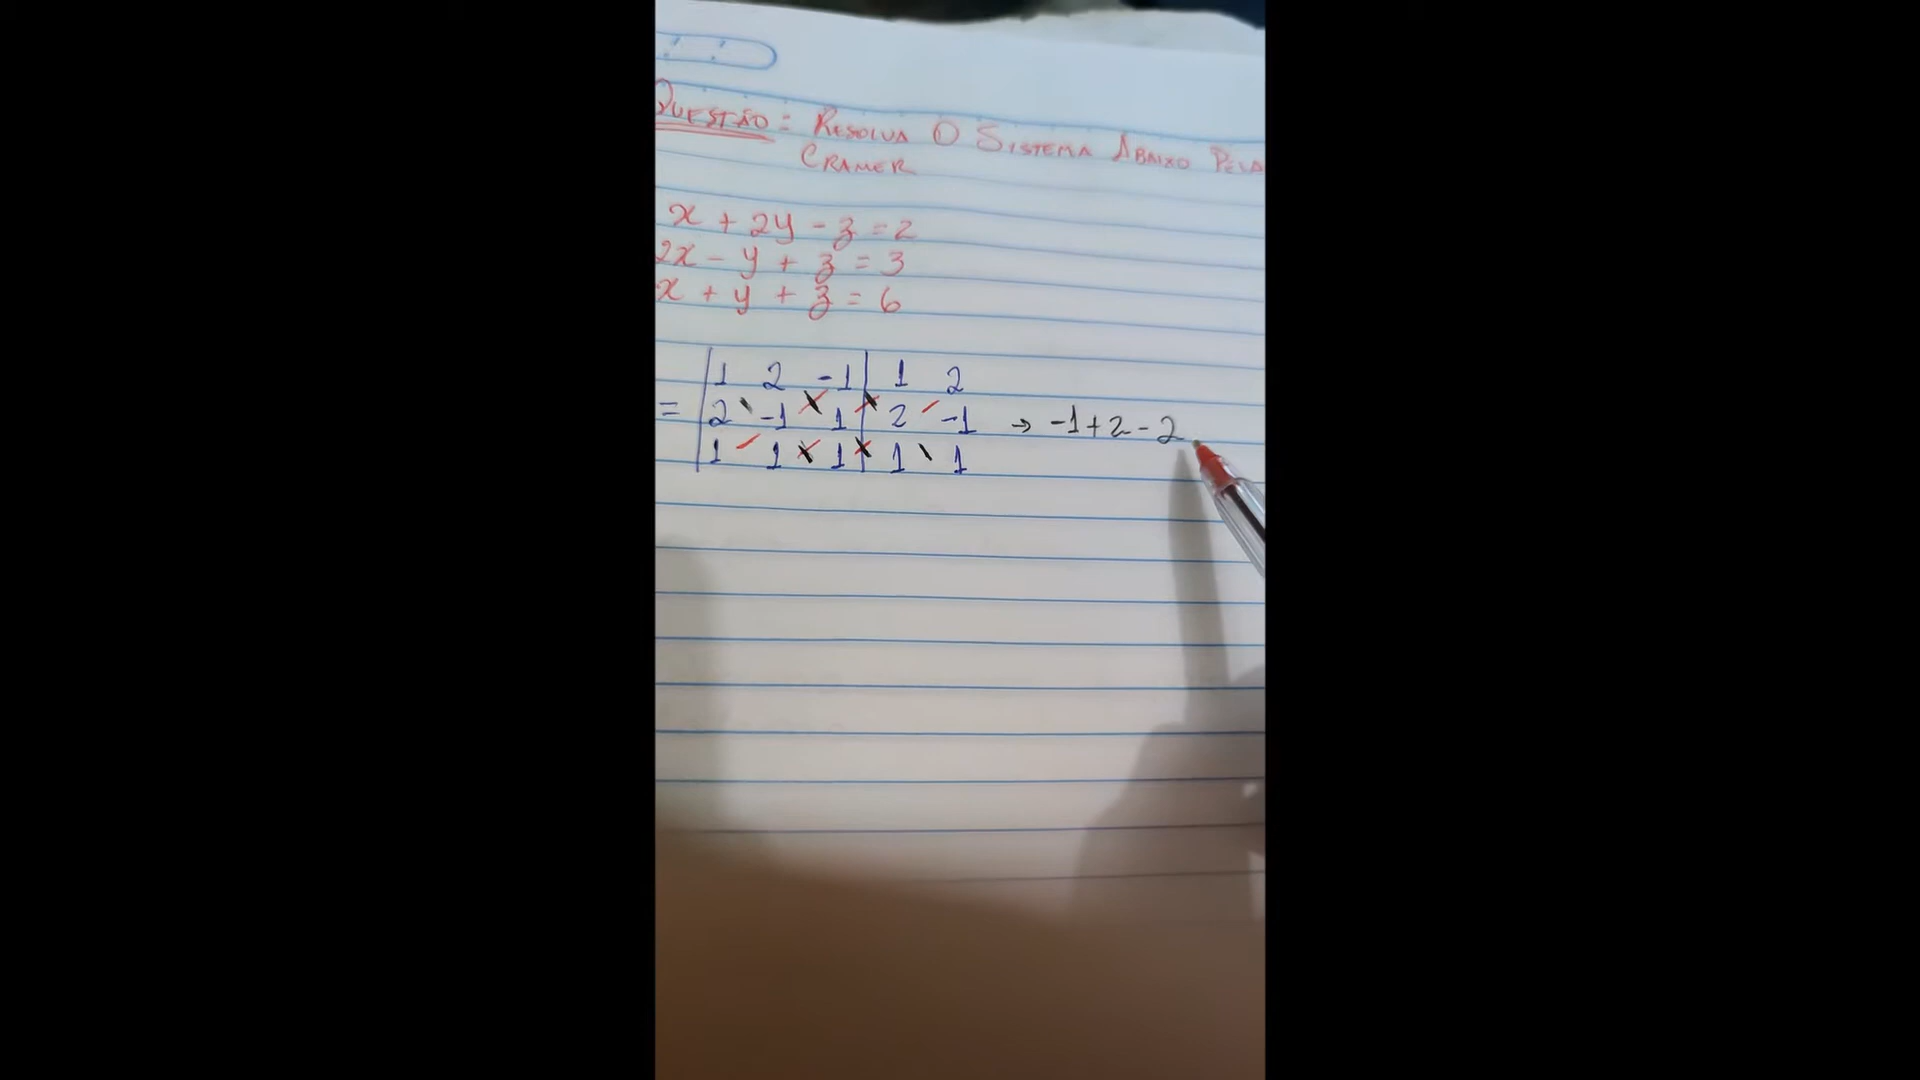 QUESTÃO: RESOLVA O SISTEMA ABAIXO PELA
CRAMER
x + 2y - z = 2
2x - y + z = 3
x + y + z = 6
1 2 -1 | 1 2
= 2 -1 1 | 2 -1 → -1+2-2
1 1 1 | 1 1